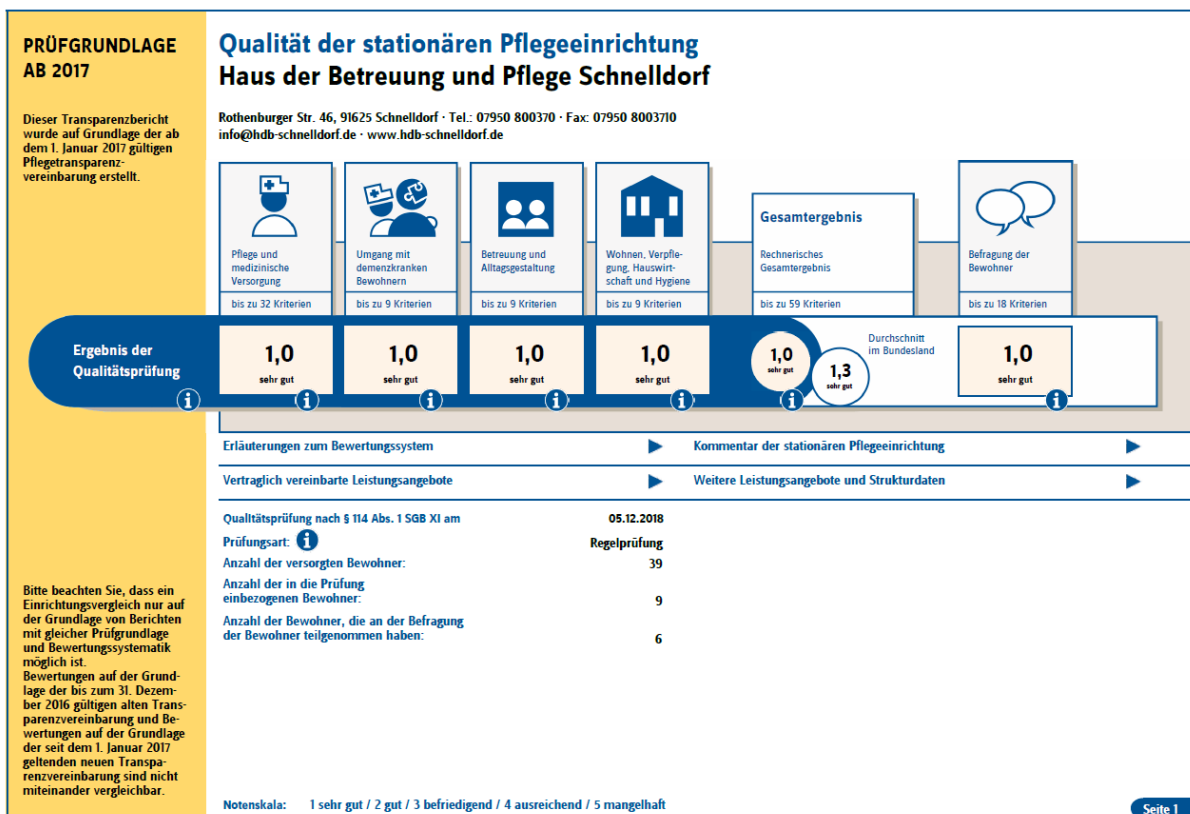 PRÜFGRUNDLAGE
AB 2017
Dieser Transparenzbericht
wurde auf Grundlage der ab
dem 1. Januar 2017 gültigen
Pflegetransparenz-
vereinbarung erstellt.
Qualität der stationären Pflegeeinrichtung
Haus der Betreuung und Pflege Schnelldorf
Rothenburger Str. 46, 91625 Schnelldorf · Tel.: 07950 800370 · Fax: 07950 8003710
info@hdb-schnelldorf.de · www.hdb-schnelldorf.de
Pflege und
medizinische
Versorgung
bis zu 32 Kriterien
Umgang mit
demenzkranken
Bewohnern
bis zu 9 Kriterien
Betreuung und
Alltagsgestaltung
bis zu 9 Kriterien
Wohnen, Verpfle-
gung, Hauswirt-
schaft und Hygiene
bis zu 9 Kriterien
Gesamtergebnis
Rechnerisches
Gesamtergebnis
bis zu 59 Kriterien
Befragung der
Bewohner
bis zu 18 Kriterien
Ergebnis der
Qualitätsprüfung
1,0
sehr gut
1,0
sehr gut
1,0
sehr gut
1,0
sehr gut
1,0
sehr gut
1,3
sehr gut
Durchschnitt
im Bundesland
1,0
sehr gut
Erläuterungen zum Bewertungssystem
Kommentar der stationären Pflegeeinrichtung
Vertraglich vereinbarte Leistungsangebote
Weitere Leistungsangebote und Strukturdaten
Qualitätsprüfung nach § 114 Abs. 1 SGB XI am 05.12.2018
Prüfungsart: Regelprüfung
Anzahl der versorgten Bewohner: 39
Anzahl der in die Prüfung
einbezogenen Bewohner: 9
Anzahl der Bewohner, die an der Befragung
der Bewohner teilgenommen haben: 6
Bitte beachten Sie, dass ein
Einrichtungsvergleich nur auf
der Grundlage von Berichten
mit gleicher Prüfgrundlage
und Bewertungssystematik
möglich ist.
Bewertungen auf der Grund-
lage der bis zum 31. Dezem-
ber 2016 gültigen alten Trans-
parenzvereinbarung und Be-
wertungen auf der Grundlage
der seit dem 1. Januar 2017
geltenden neuen Transpa-
renzvereinbarung sind nicht
miteinander vergleichbar.
Notenskala: 1 sehr gut / 2 gut / 3 befriedigend / 4 ausreichend / 5 mangelhaft
Seite 1